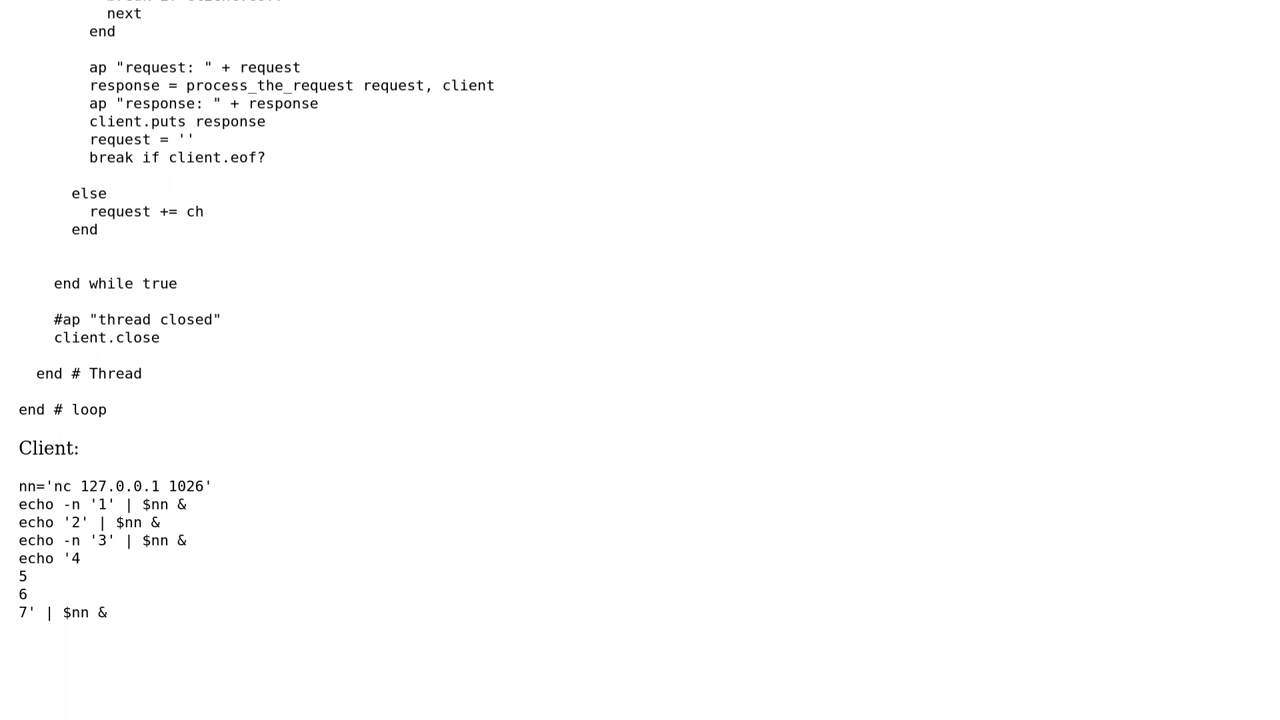 next
end
ap "request: " + request
response = process_the_request request, client
ap "response: " + response
client.puts response
request = ''
break if client.eof?
else
request += ch
end
end while true
#ap "thread closed"
client.close
end # Thread
end # loop
Client:
nn='nc 127.0.0.1 1026'
echo -n '1' | $nn &
echo '2' | $nn &
echo -n '3' | $nn &
echo '4
5
6
7' | $nn &